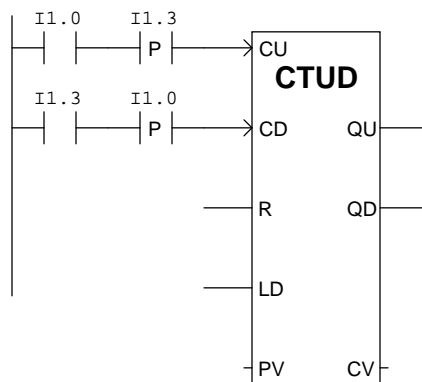 I1.0 I1.3
P CU
CTUD
I1.3 I1.0
P CD QU
R QD
LD
PV CV